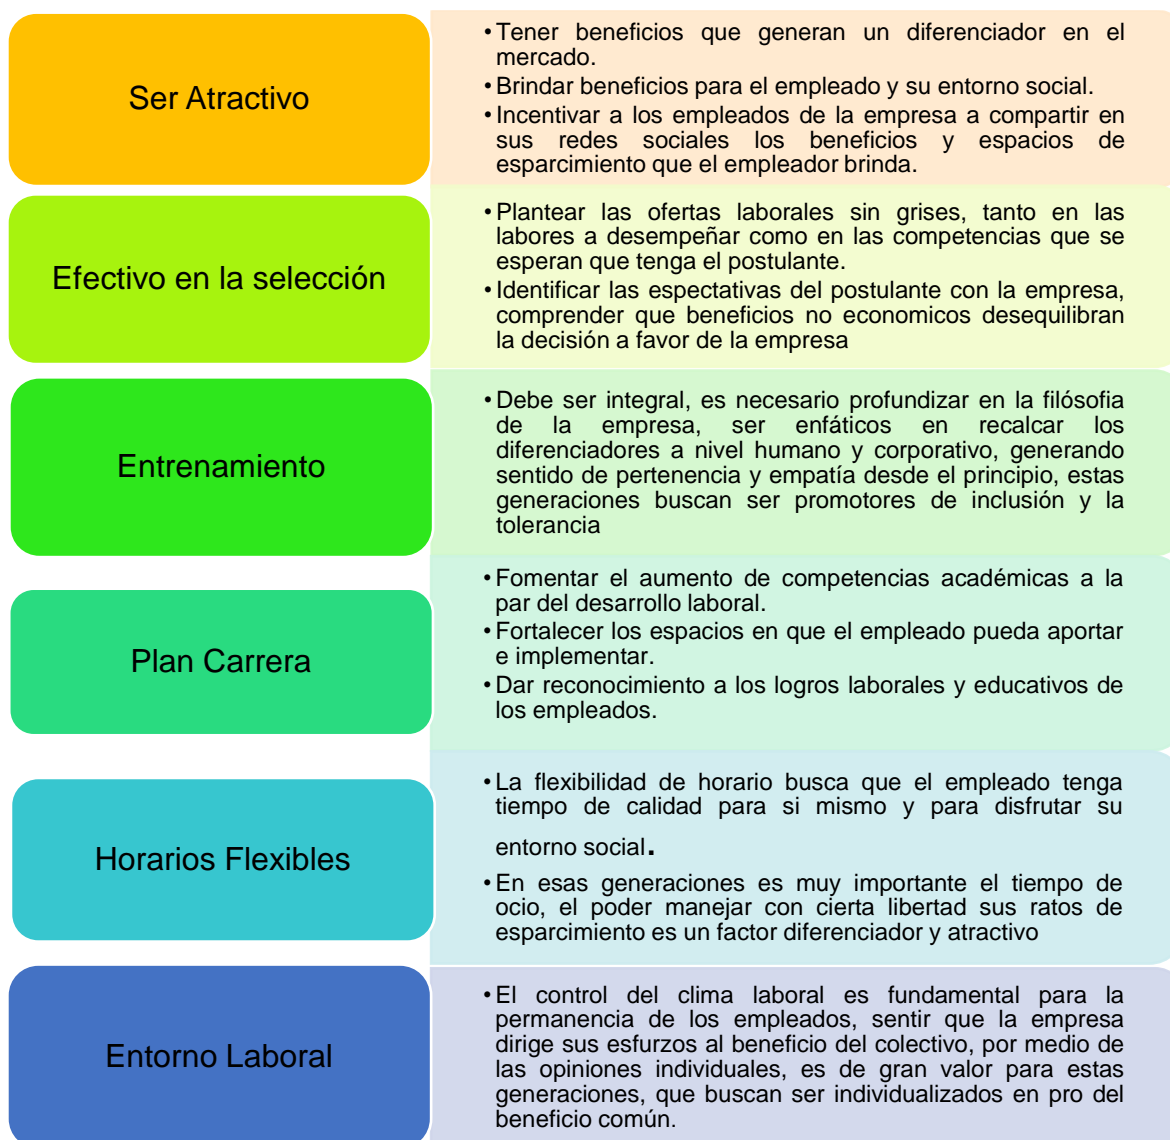 Ser Atractivo
• Tener beneficios que generan un diferenciador en el
mercado.
• Brindar beneficios para el empleado y su entorno social.
• Incentivar a los empleados de la empresa a compartir en
sus redes sociales los beneficios y espacios de
esparcimiento que el empleador brinda.
Efectivo en la selección
• Plantear las ofertas laborales sin grises, tanto en las
labores a desempeñar como en las competencias que se
esperan que tenga el postulante.
• Identificar las espectativas del postulante con la empresa,
comprender que beneficios no economicos desequilibran
la decisión a favor de la empresa
Entrenamiento
• Debe ser integral, es necesario profundizar en la filósofia
de la empresa, ser enfáticos en recalcar los
diferenciadores a nivel humano y corporativo, generando
sentido de pertenencia y empatía desde el principio, estas
generaciones buscan ser promotores de inclusión y la
tolerancia
Plan Carrera
• Fomentar el aumento de competencias académicas a la
par del desarrollo laboral.
• Fortalecer los espacios en que el empleado pueda aportar
e implementar.
• Dar reconocimiento a los logros laborales y educativos de
los empleados.
Horarios Flexibles
• La flexibilidad de horario busca que el empleado tenga
tiempo de calidad para si mismo y para disfrutar su
entorno social.
• En esas generaciones es muy importante el tiempo de
ocio, el poder manejar con cierta libertad sus ratos de
esparcimiento es un factor diferenciador y atractivo
Entorno Laboral
• El control del clima laboral es fundamental para la
permanencia de los empleados, sentir que la empresa
dirige sus esfurzos al beneficio del colectivo, por medio de
las opiniones individuales, es de gran valor para estas
generaciones, que buscan ser individualizados en pro del
beneficio común.